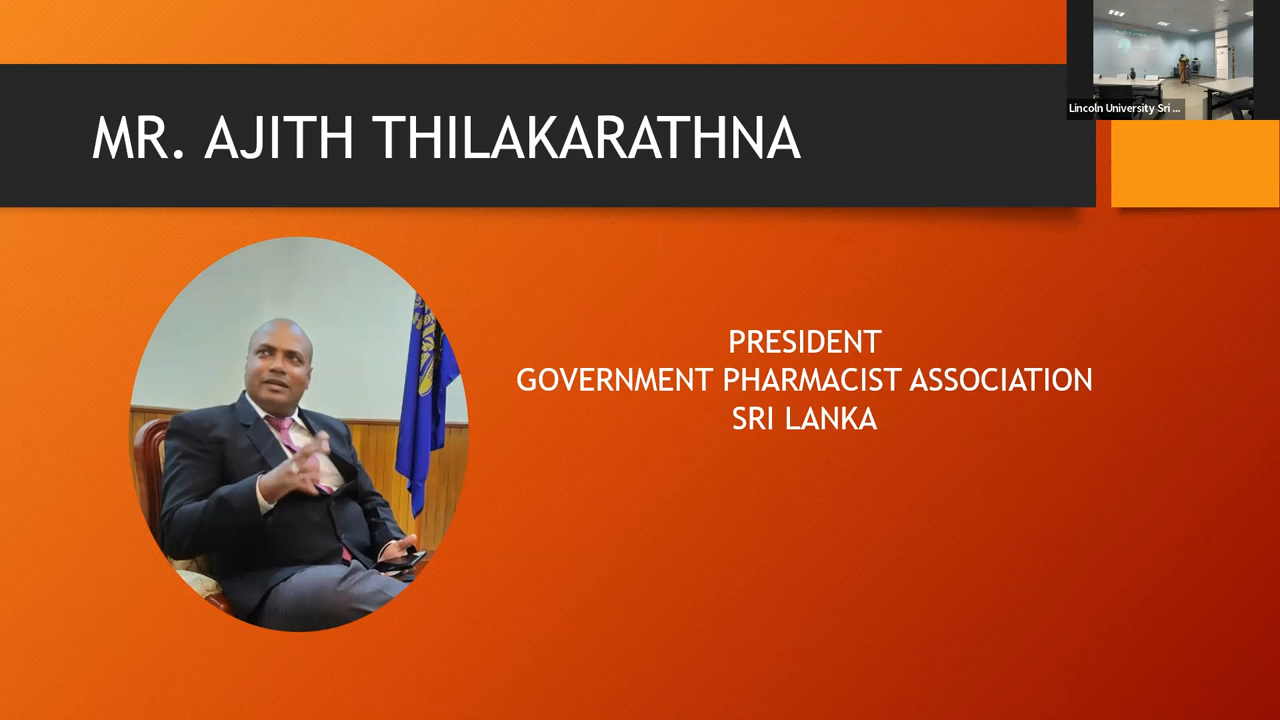 MR. AJITH THILAKARATHNA
Lincoln University Sri ...
PRESIDENT
GOVERNMENT PHARMACIST ASSOCIATION
SRI LANKA